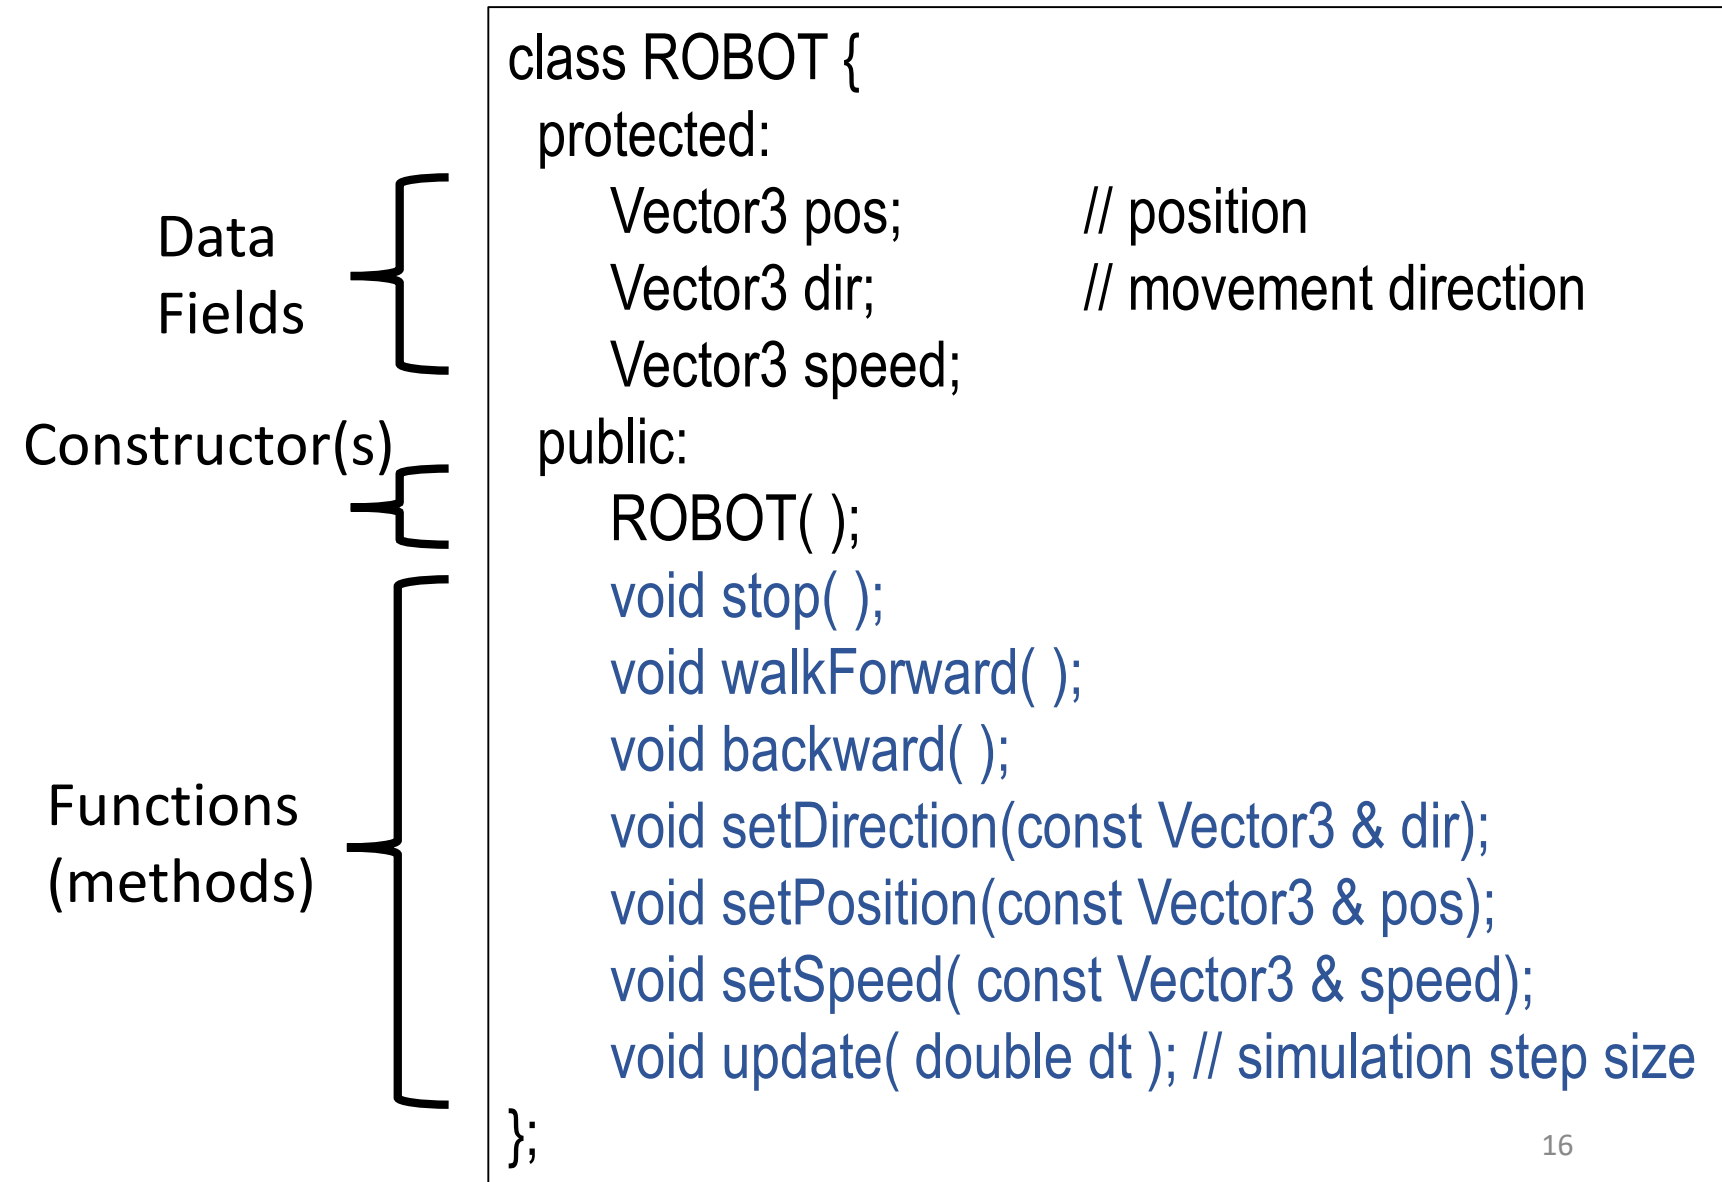 class ROBOT {
protected:
Data
Fields
Vector3 pos; // position
Vector3 dir; // movement direction
Vector3 speed;
Constructor(s)
public:
ROBOT( );
Functions
(methods)
void stop( );
void walkForward( );
void backward( );
void setDirection(const Vector3 & dir);
void setPosition(const Vector3 & pos);
void setSpeed( const Vector3 & speed);
void update( double dt ); // simulation step size
};
16